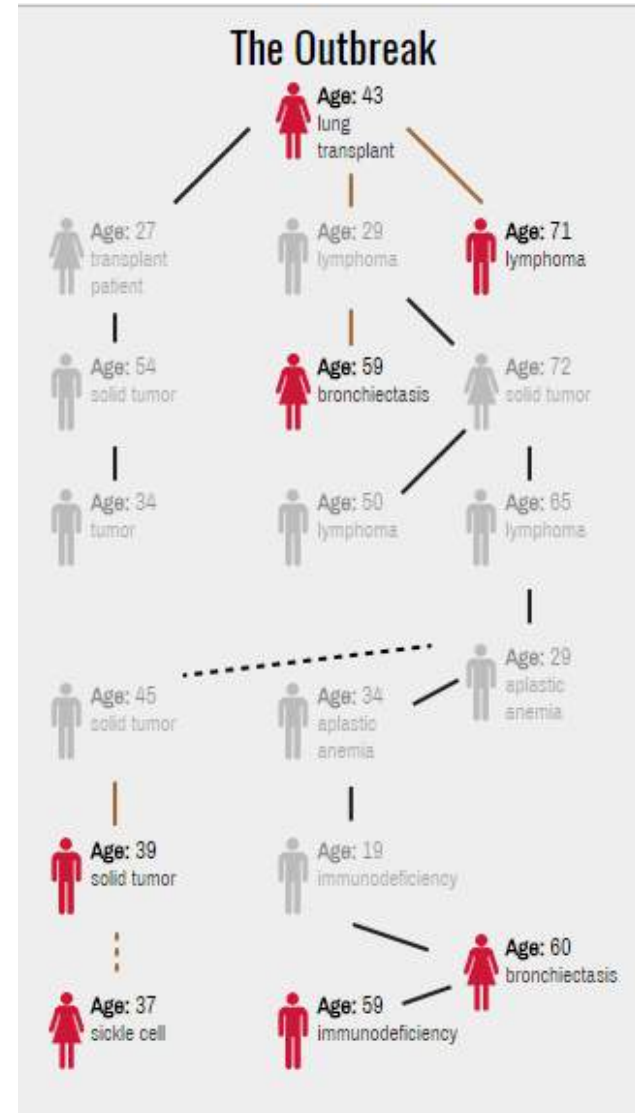 The Outbreak
Age: 43
lung
transplant
Age: 27
transplant
patient
Age: 29
lymphoma
Age: 71
lymphoma
Age: 54
solid tumor
Age: 59
bronchiectasis
Age: 72
solid tumor
Age: 34
tumor
Age: 50
lymphoma
Age: 65
lymphoma
Age: 29
aplastic
anemia
Age: 45
solid tumor
Age: 34
aplastic
anemia
Age: 39
solid tumor
Age: 19
immunodeficiency
Age: 60
bronchiectasis
Age: 37
sickle cell
Age: 59
immunodeficiency